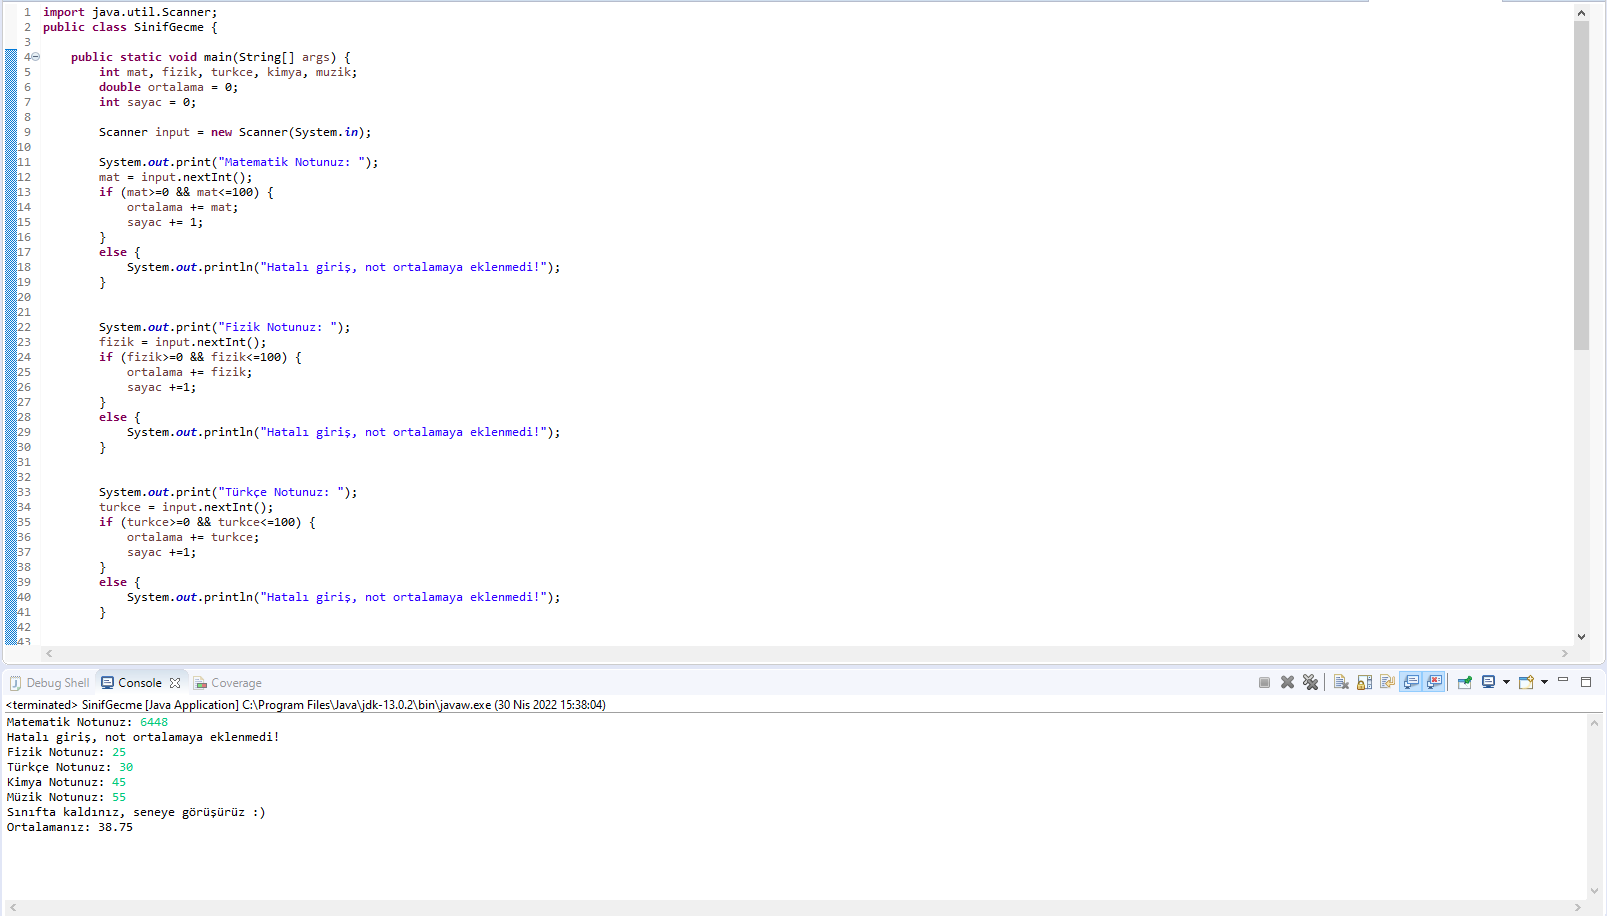 1 import java.util.Scanner;
2 public class SinifGecme {
3
4 public static void main(String[] args) {
5 int mat, fizik, turkce, kimya, muzik;
6 double ortalama = 0;
7 int sayac = 0;
8
9 Scanner input = new Scanner(System.in);
10
11 System.out.print("Matematik Notunuz: ");
12 mat = input.nextInt();
13 if (mat>=0 && mat<=100) {
14 ortalama += mat;
15 sayac += 1;
16 }
17 else {
18 System.out.println("Hatalı giriş, not ortalamaya eklenmedi!");
19 }
20
21
22 System.out.print("Fizik Notunuz: ");
23 fizik = input.nextInt();
24 if (fizik>=0 && fizik<=100) {
25 ortalama += fizik;
26 sayac +=1;
27 }
28 else {
29 System.out.println("Hatalı giriş, not ortalamaya eklenmedi!");
30 }
31
32
33 System.out.print("Türkçe Notunuz: ");
34 turkce = input.nextInt();
35 if (turkce>=0 && turkce<=100) {
36 ortalama += turkce;
37 sayac +=1;
38 }
39 else {
40 System.out.println("Hatalı giriş, not ortalamaya eklenmedi!");
41 }
42
43
Debug Shell Console Coverage
<terminated> SinifGecme [Java Application] C:\Program Files\Java\jdk-13.0.2\bin\javaw.exe (30 Nis 2022 15:38:04)
Matematik Notunuz: 6448
Hatalı giriş, not ortalamaya eklenmedi!
Fizik Notunuz: 25
Türkçe Notunuz: 30
Kimya Notunuz: 45
Müzik Notunuz: 55
Sınıfta kaldınız, seneye görüşürüz :)
Ortalamanız: 38.75